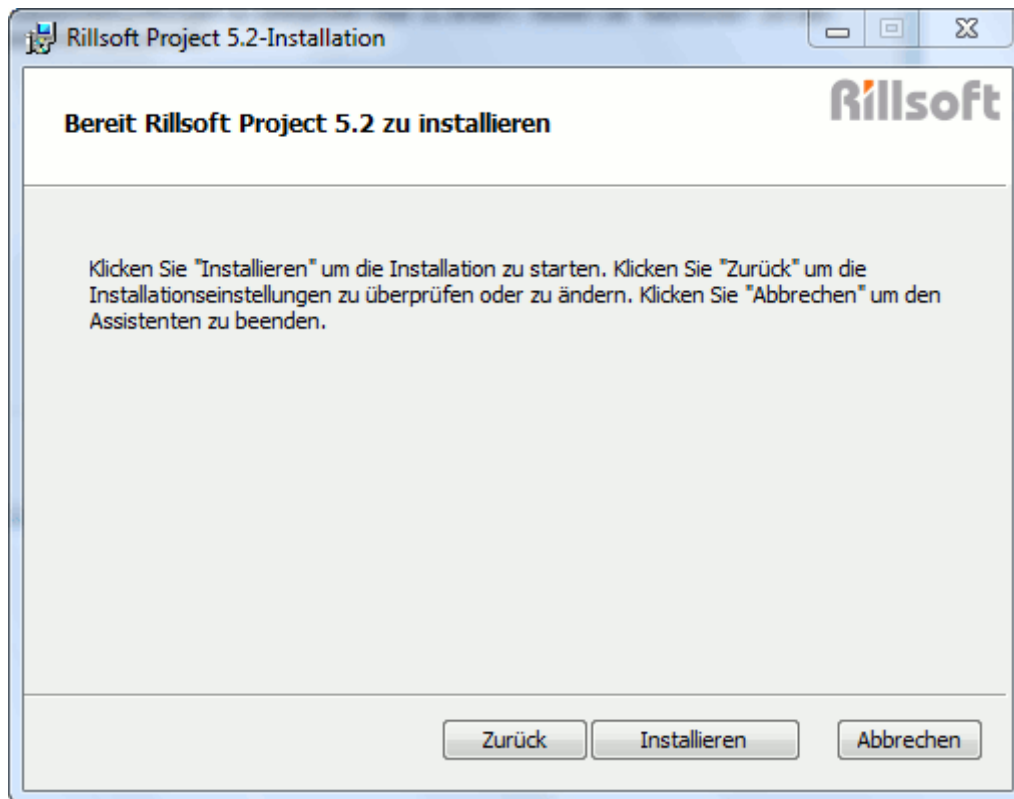 Rillsoft Project 5.2-Installation
Rillsoft
Bereit Rillsoft Project 5.2 zu installieren
Klicken Sie "Installieren" um die Installation zu starten. Klicken Sie "Zurück" um die
Installationseinstellungen zu überprüfen oder zu ändern. Klicken Sie "Abbrechen" um den
Assistenten zu beenden.
Zurück
Installieren
Abbrechen